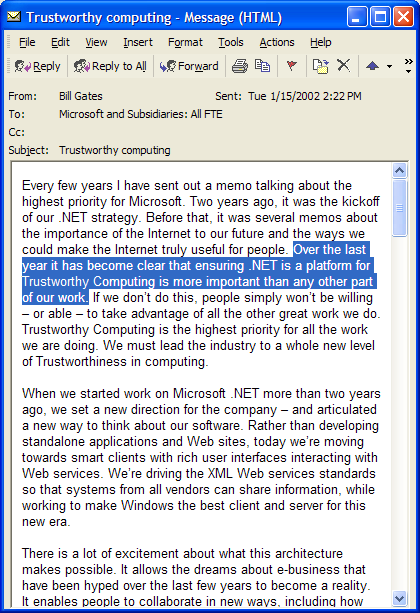 Trustworthy computing - Message (HTML)
File Edit View Insert Format Tools Actions Help
Reply Reply to All Forward
From: Bill Gates Sent: Tue 1/15/2002 2:22 PM
To: Microsoft and Subsidiaries: All FTE
Cc:
Subject: Trustworthy computing
Every few years I have sent out a memo talking about the
highest priority for Microsoft. Two years ago, it was the kickoff
of our .NET strategy. Before that, it was several memos about
the importance of the Internet to our future and the ways we
could make the Internet truly useful for people. Over the last
year it has become clear that ensuring .NET is a platform for
Trustworthy Computing is more important than any other part
of our work. If we don’t do this, people simply won’t be willing
– or able – to take advantage of all the other great work we do.
Trustworthy Computing is the highest priority for all the work
we are doing. We must lead the industry to a whole new level
of Trustworthiness in computing.
When we started work on Microsoft .NET more than two years
ago, we set a new direction for the company – and articulated
a new way to think about our software. Rather than developing
standalone applications and Web sites, today we’re moving
towards smart clients with rich user interfaces interacting with
Web services. We’re driving the XML Web services standards
so that systems from all vendors can share information, while
working to make Windows the best client and server for this
new era.
There is a lot of excitement about what this architecture
makes possible. It allows the dreams about e-business that
have been hyped over the last few years to become a reality.
It enables people to collaborate in new ways, including how